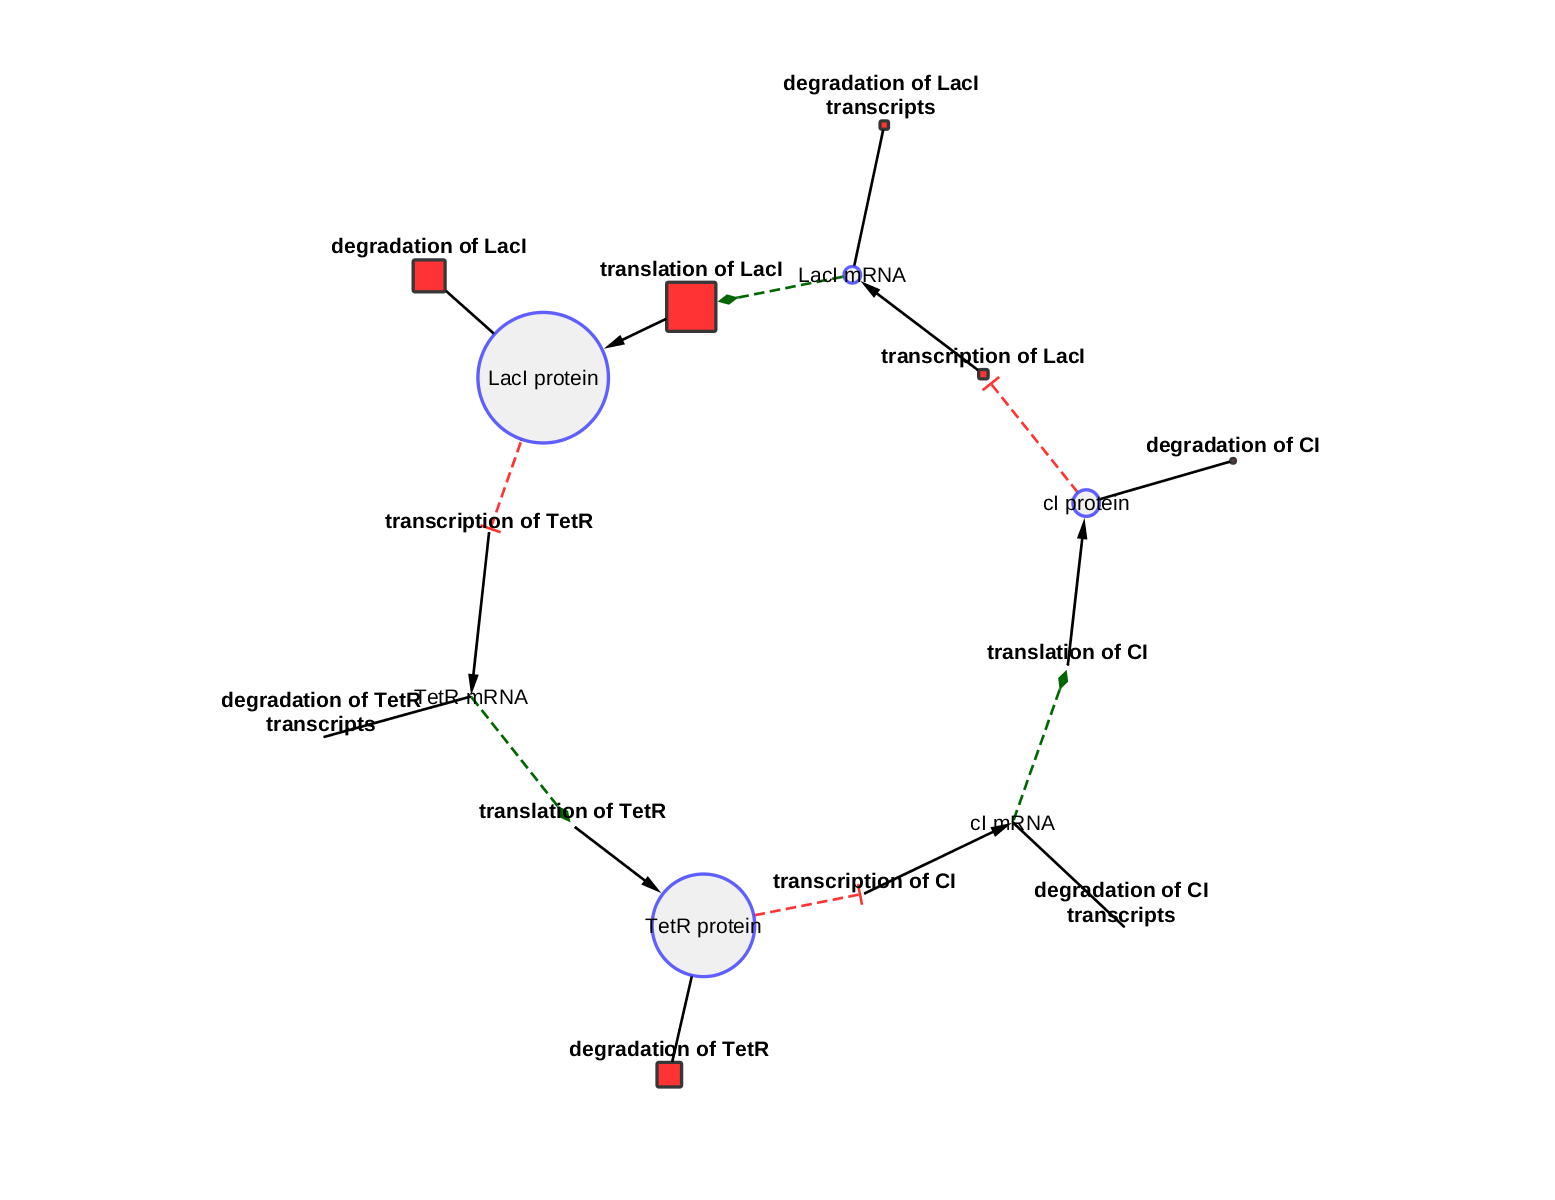 degradation of LacI
transcripts
degradation of LacI
translation of LacI
LacI mRNA
transcription of LacI
LacI protein
degradation of CI
cI protein
transcription of TetR
translation of CI
degradation of TetR
transcripts
TetR mRNA
translation of TetR
cI mRNA
transcription of CI
degradation of CI
transcripts
TetR protein
degradation of TetR